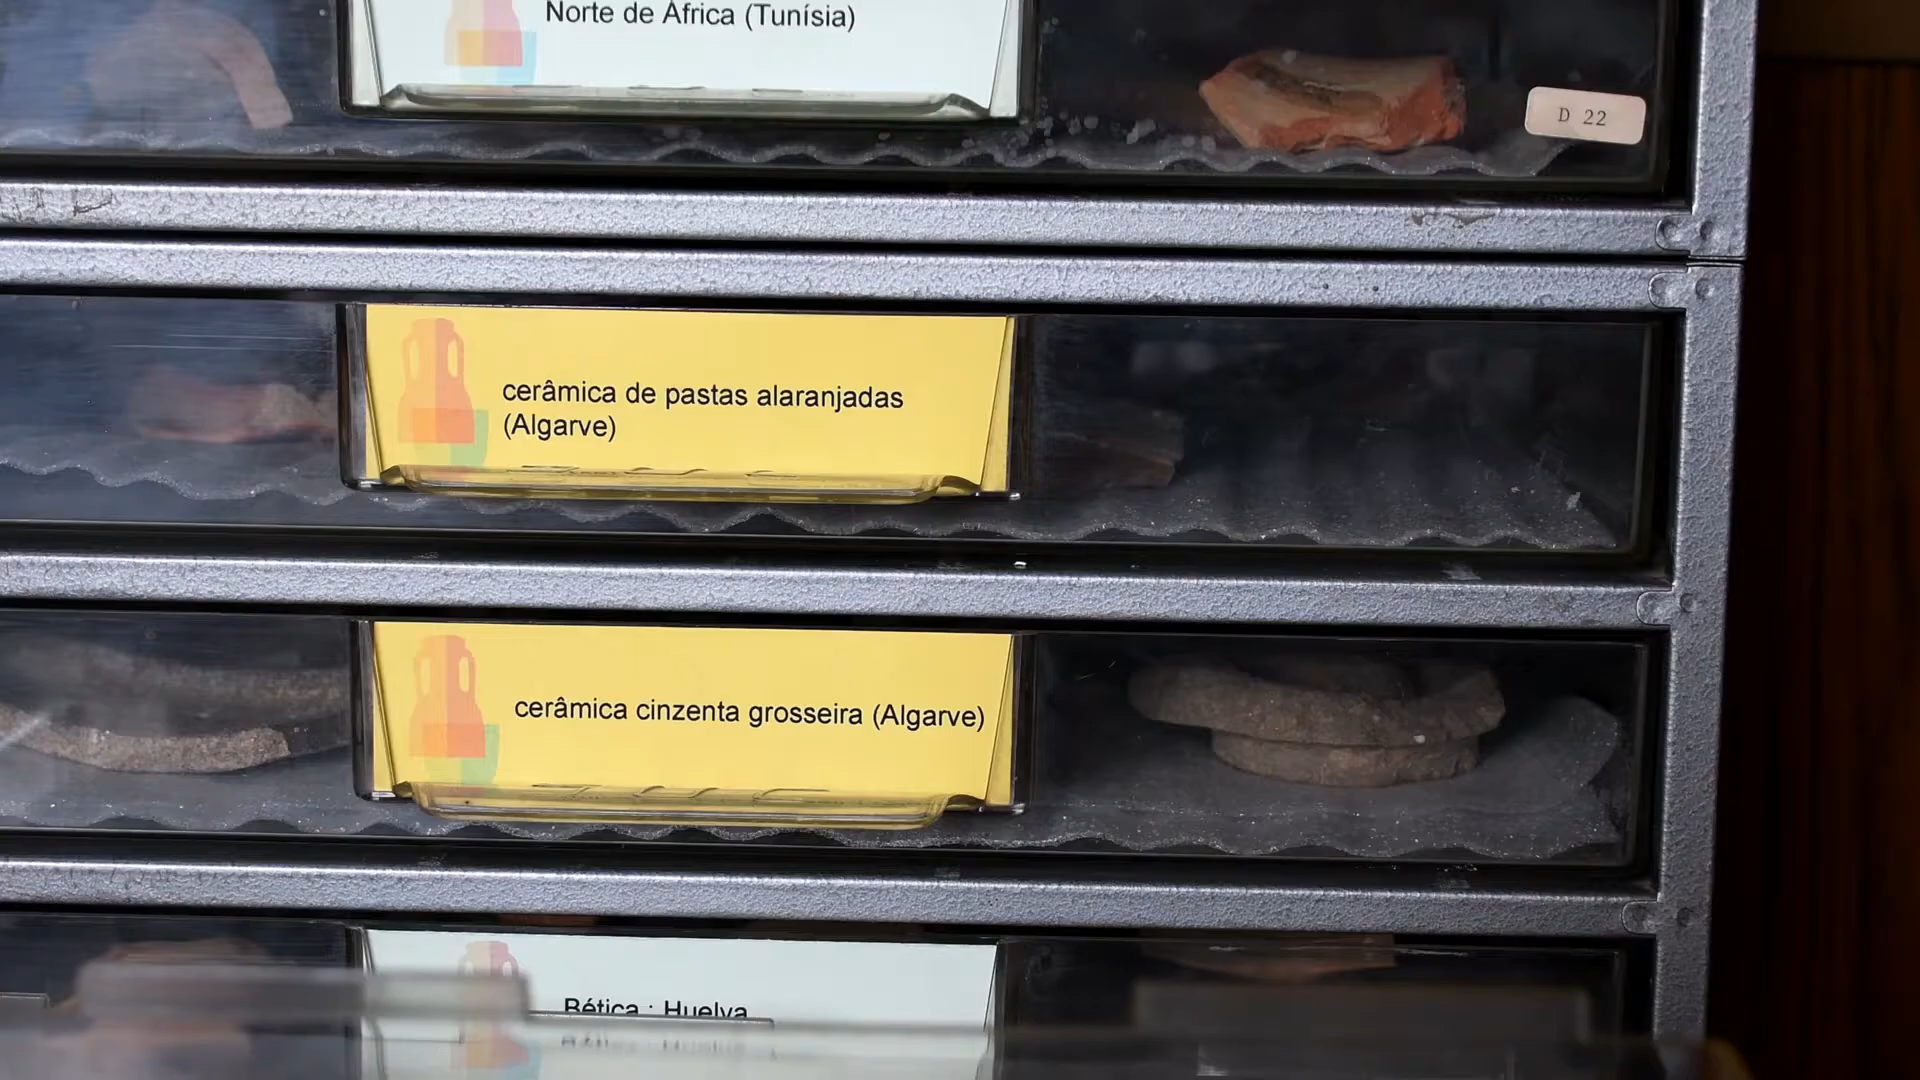 Norte de África (Tunísia)
D 22
cerâmica de pastas alaranjadas
(Algarve)
cerâmica cinzenta grosseira (Algarve)
Bética : Huelva